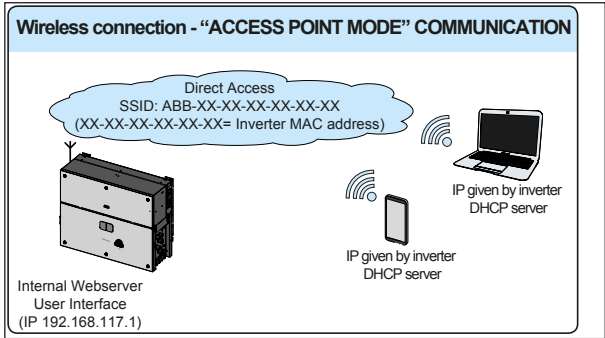 Wireless connection - “ACCESS POINT MODE” COMMUNICATION
Direct Access
SSID: ABB-XX-XX-XX-XX-XX-XX
(XX-XX-XX-XX-XX-XX= Inverter MAC address)
IP given by inverter
DHCP server
IP given by inverter
DHCP server
Internal Webserver
User Interface
(IP 192.168.117.1)